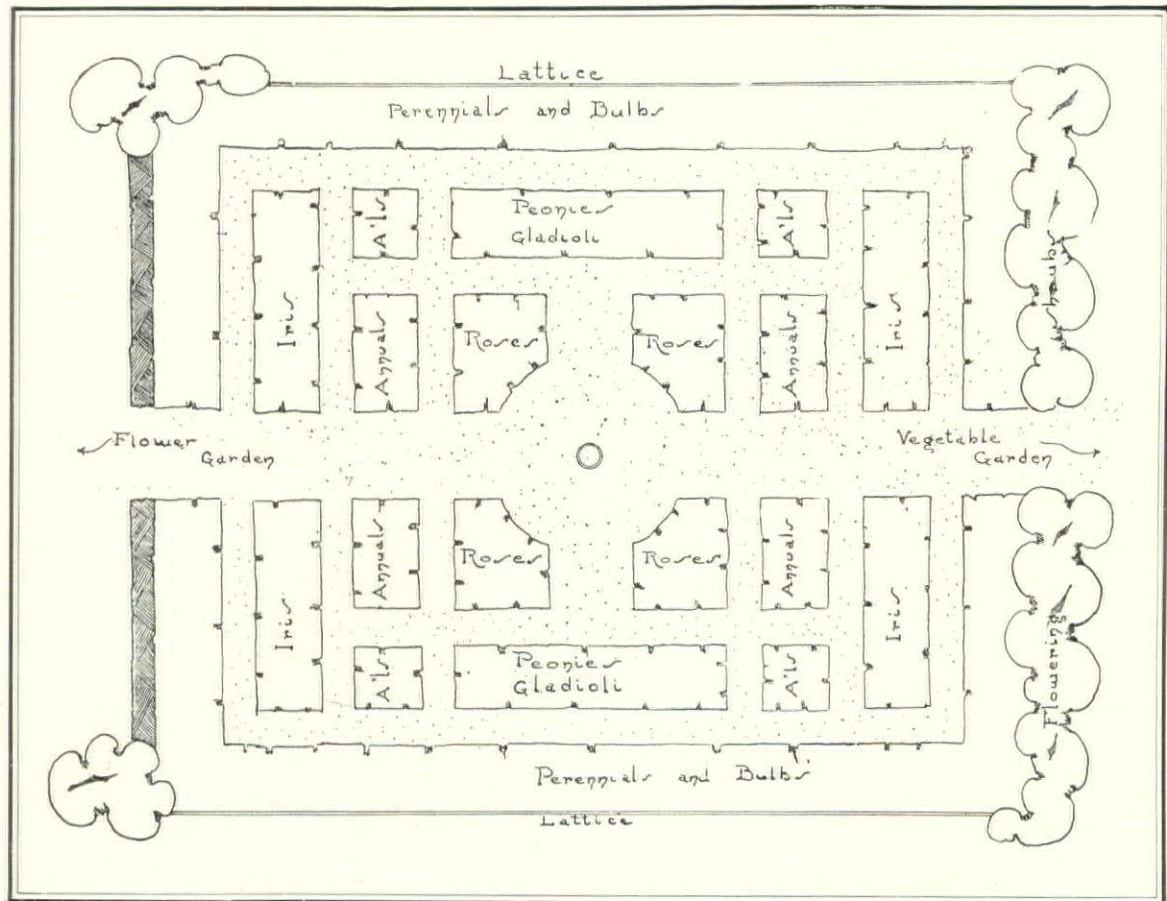 Lattice
Perennials and Bulbs
A'ls
Peonies
Gladioli
A'ls
Iris
Annuals
Roses
Roses
Annuals
Iris
Shrubs
Flower
Garden
Vegetable
Garden
Iris
Annuals
Roses
Roses
Annuals
Iris
Flowering
A'ls
Peonies
Gladioli
A'ls
Perennials and Bulbs
Lattice